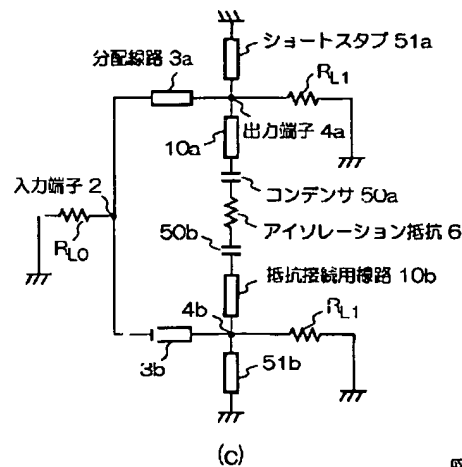 ショートスタブ 51a
分配線路 3a
RL1
出力端子 4a
10a
入力端子 2
コンデンサ 50a
アイソレーション抵抗 6
50b
RL0
抵抗接続用線路 10b
4b
RL1
3b
51b
(c)